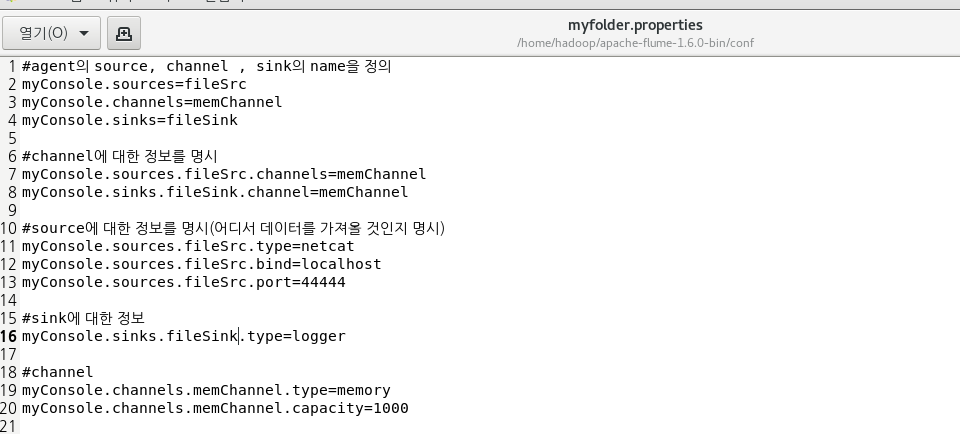 열기(O)
myfolder.properties
/home/hadoop/apache-flume-1.6.0-bin/conf
1 #agent의 source, channel , sink의 name을 정의
2 myConsole.sources=fileSrc
3 myConsole.channels=memChannel
4 myConsole.sinks=fileSink
5
6 #channel에 대한 정보를 명시
7 myConsole.sources.fileSrc.channels=memChannel
8 myConsole.sinks.fileSink.channel=memChannel
9
10 #source에 대한 정보를 명시(어디서 데이터를 가져올 것인지 명시)
11 myConsole.sources.fileSrc.type=netcat
12 myConsole.sources.fileSrc.bind=localhost
13 myConsole.sources.fileSrc.port=44444
14
15 #sink에 대한 정보
16 myConsole.sinks.fileSink.type=logger
17
18 #channel
19 myConsole.channels.memChannel.type=memory
20 myConsole.channels.memChannel.capacity=1000
21